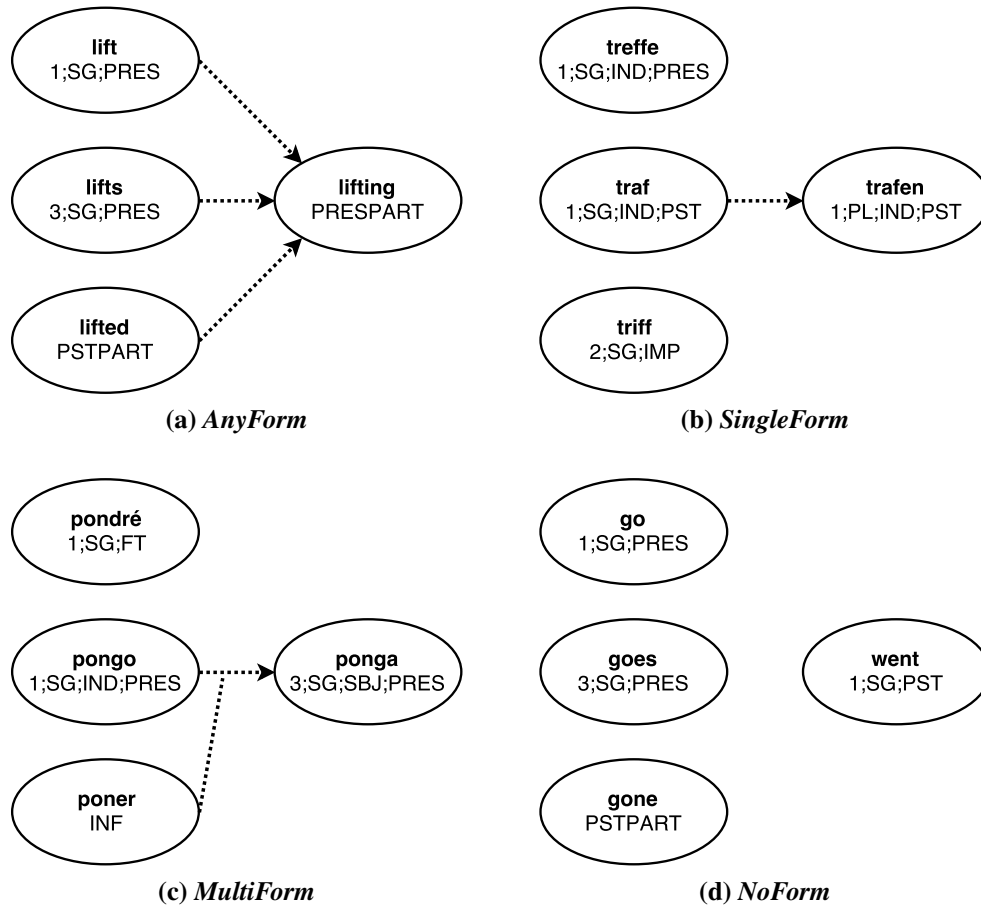 lift
1;SG;PRES
lifts
3;SG;PRES
lifted
PSTPART
lifting
PRESPART
(a) AnyForm
treffe
1;SG;IND;PRES
traf
1;SG;IND;PST
triff
2;SG;IMP
trafen
1;PL;IND;PST
(b) SingleForm
pondré
1;SG;FT
pongo
1;SG;IND;PRES
poner
INF
ponga
3;SG;SBJ;PRES
(c) MultiForm
go
1;SG;PRES
goes
3;SG;PRES
gone
PSTPART
went
1;SG;PST
(d) NoForm